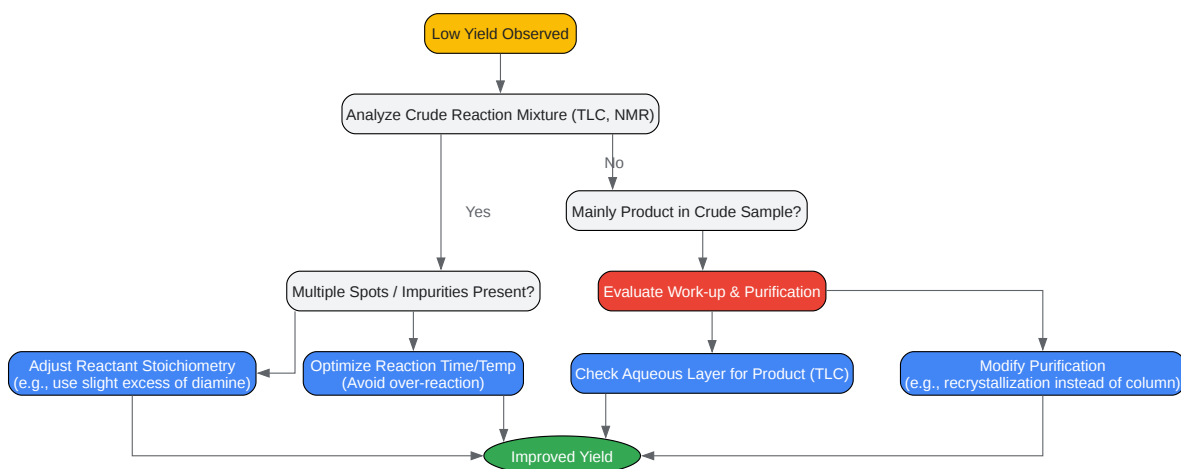 Low Yield Observed
Analyze Crude Reaction Mixture (TLC, NMR)
No
Mainly Product in Crude Sample?
Yes
Multiple Spots / Impurities Present?
Evaluate Work-up & Purification
Adjust Reactant Stoichiometry
(e.g., use slight excess of diamine)
Optimize Reaction Time/Temp
(Avoid over-reaction)
Check Aqueous Layer for Product (TLC)
Modify Purification
(e.g., recrystallization instead of column)
Improved Yield